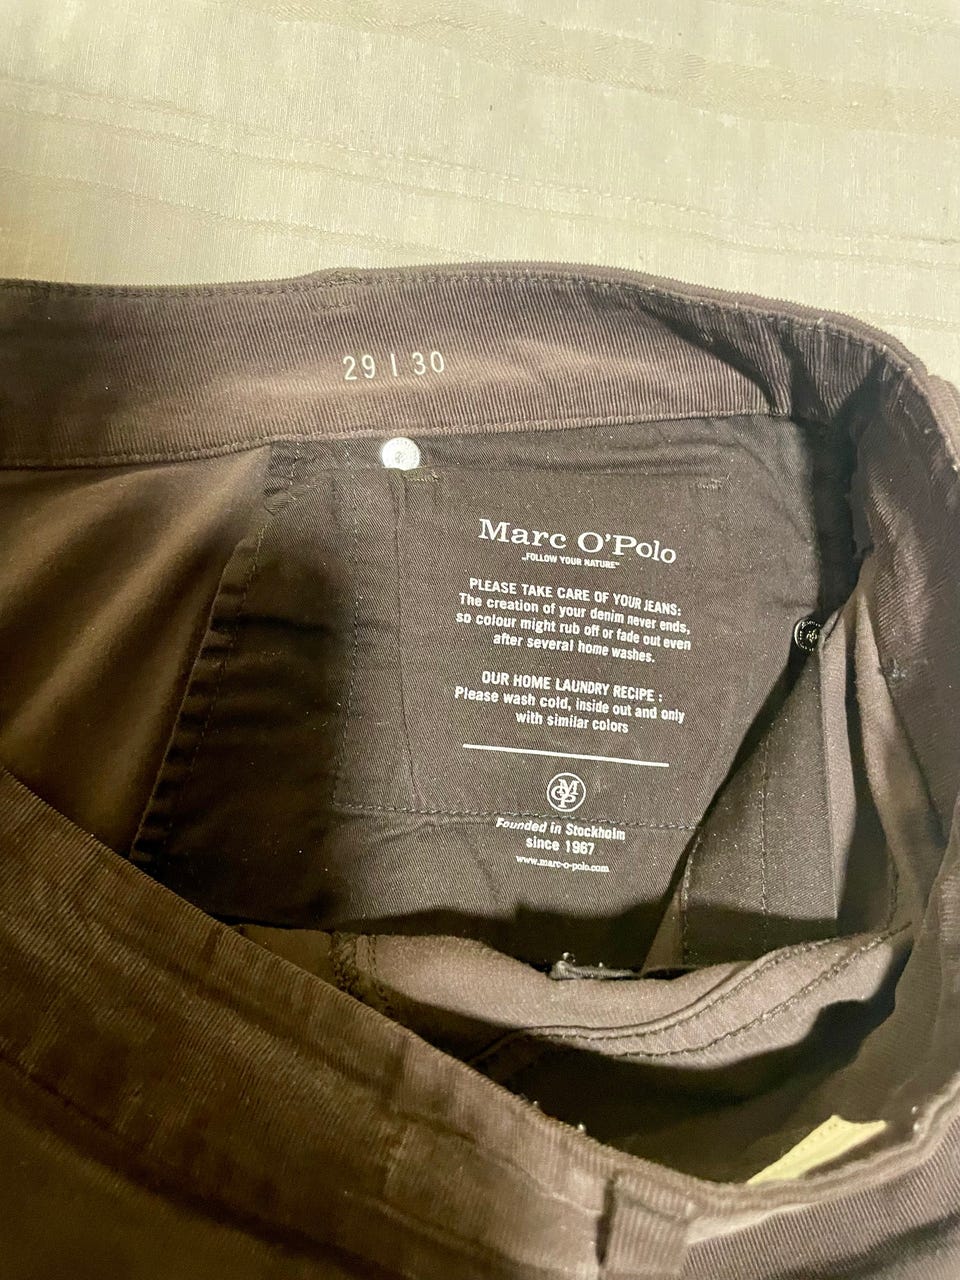 29 | 30
Marc O'Polo
„FOLLOW YOUR NATURE"
PLEASE TAKE CARE OF YOUR JEANS:
The creation of your denim never ends,
so colour might rub off or fade out even
after several home washes.
OUR HOME LAUNDRY RECIPE :
Please wash cold, inside out and only
with similar colors
MOP
Founded in Stockholm
since 1967
www.marc-o-polo.com